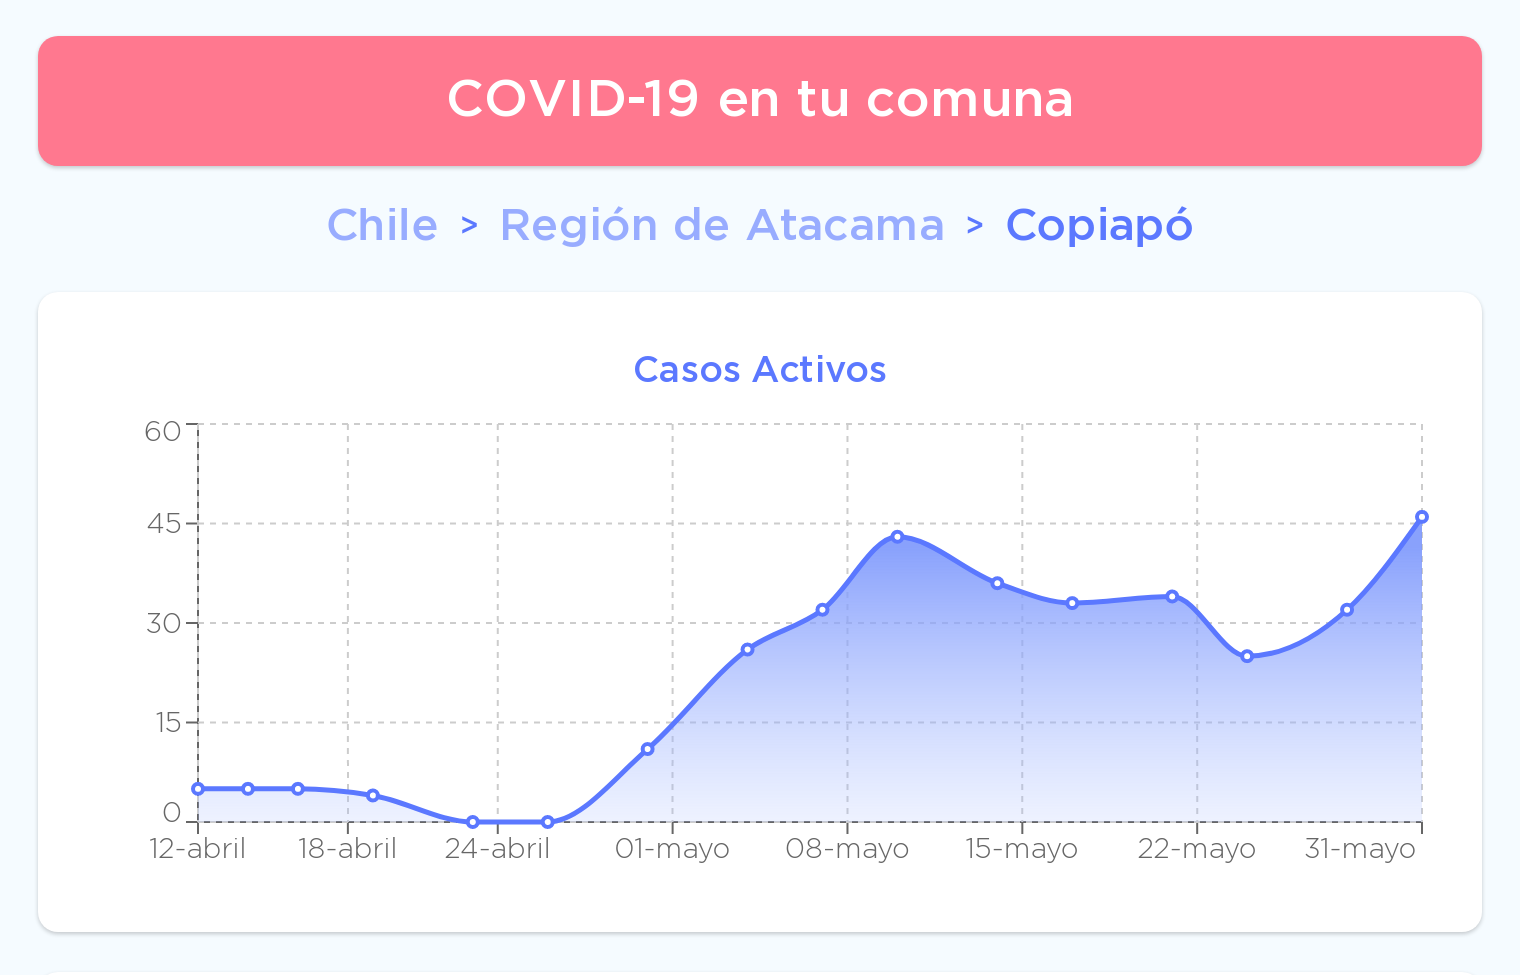 COVID-19 en tu comuna
Chile > Región de Atacama > Copiapó
Casos Activos
60
45
30
15
0
12-abril 18-abril 24-abril 01-mayo 08-mayo 15-mayo 22-mayo 31-mayo